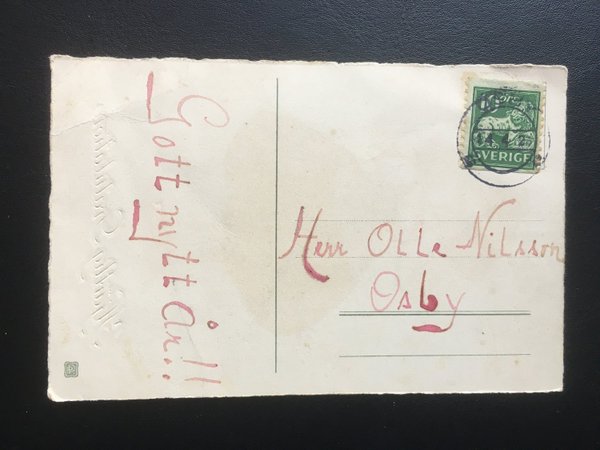 Gott nytt år!!
SVERIGE
Herr Olle Nilsson
Osby